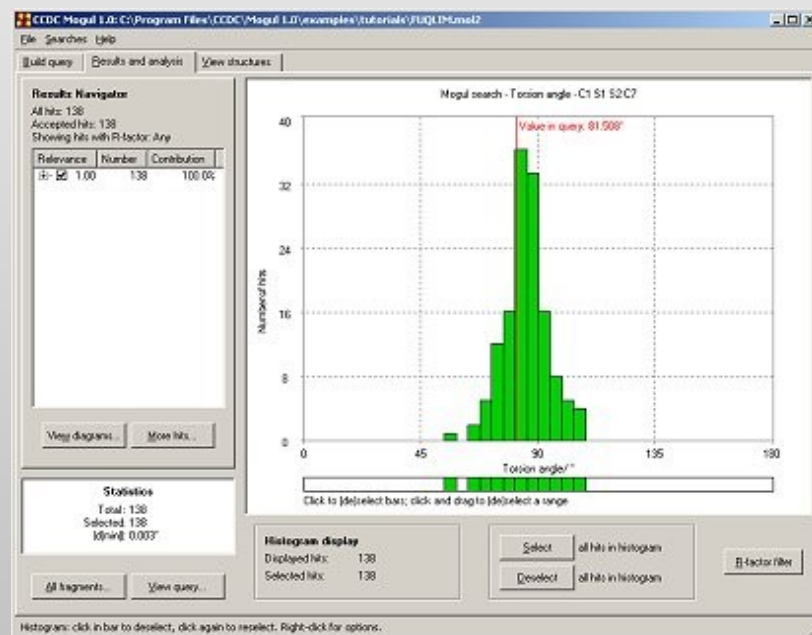 CCDC Mogul 1.0: C:\Program Files\CCDC\Mogul 1.0\examples\tutorials\FUQLIM.mol2
File Searches Help
Build query Results and analysis View structures
Results Navigator
All hits: 138
Accepted hits: 138
Showing hits with R-factor: Any
Relevance Number Contribution
1.00 138 100.0%
View diagrams... More hits...
Statistics
Total: 138
Selected: 138
|d(min)|: 0.003°
All fragments... View query...
Mogul search - Torsion angle - C1 S1 S2 C7
Value in query: 81.508°
Number of hits
40
32
24
16
8
0
0 45 90 135 180
Torsion angle/°
Click to (de)select bars; click and drag to (de)select a range
Histogram display
Displayed hits: 138
Selected hits: 138
Select all hits in histogram
Deselect all hits in histogram
R-factor filter
Histogram: click in bar to deselect, click again to reselect. Right-click for options.